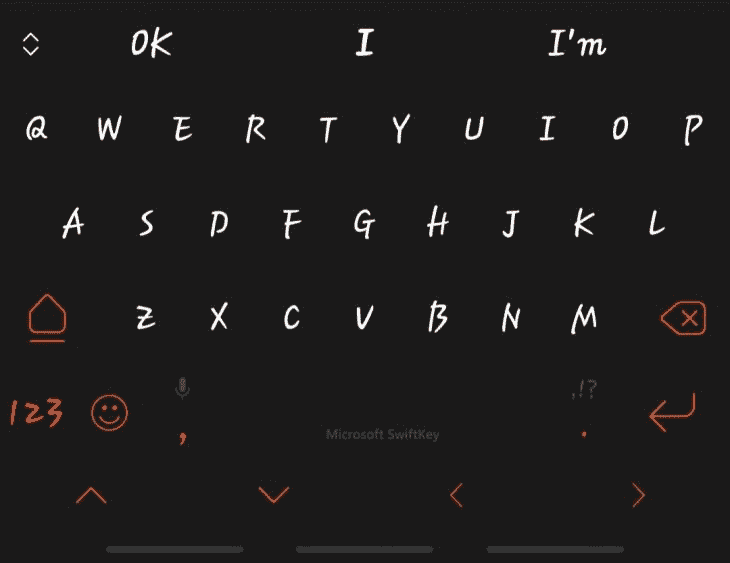 OK I I'm
Q W E R T Y U I O P
A S D F G H J K L
Z X C V B N M
,!?
123 , Microsoft SwiftKey .